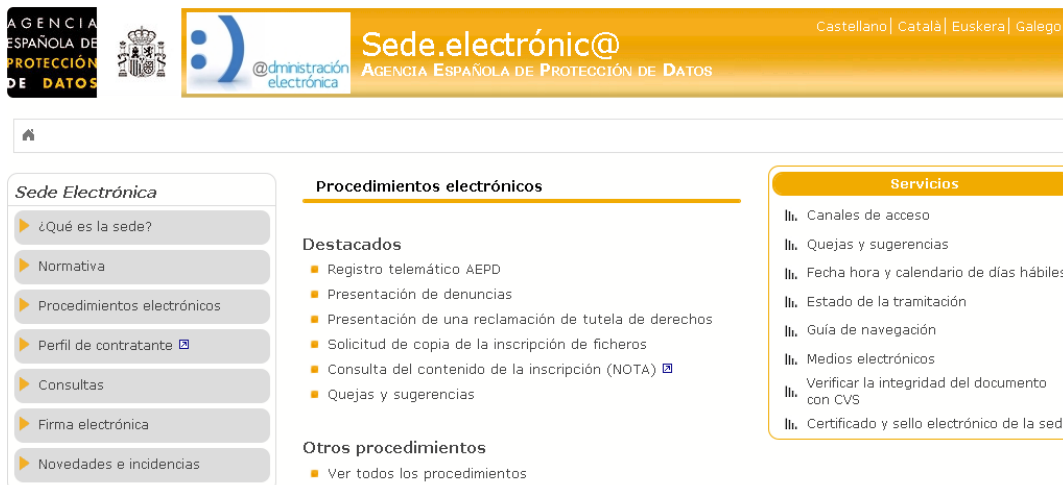 AGENCIA
ESPAÑOLA DE
PROTECCIÓN
DE DATOS
@dministración
electrónica
Sede.electrónic@
AGENCIA ESPAÑOLA DE PROTECCIÓN DE DATOS
Castellano| Català| Euskera| Galego
Sede Electrónica
¿Qué es la sede?
Normativa
Procedimientos electrónicos
Perfil de contratante
Consultas
Firma electrónica
Novedades e incidencias
Procedimientos electrónicos
Destacados
Registro telemático AEPD
Presentación de denuncias
Presentación de una reclamación de tutela de derechos
Solicitud de copia de la inscripción de ficheros
Consulta del contenido de la inscripción (NOTA)
Quejas y sugerencias
Otros procedimientos
Ver todos los procedimientos
Servicios
Canales de acceso
Quejas y sugerencias
Fecha hora y calendario de días hábiles
Estado de la tramitación
Guía de navegación
Medios electrónicos
Verificar la integridad del documento
con CVS
Certificado y sello electrónico de la sed